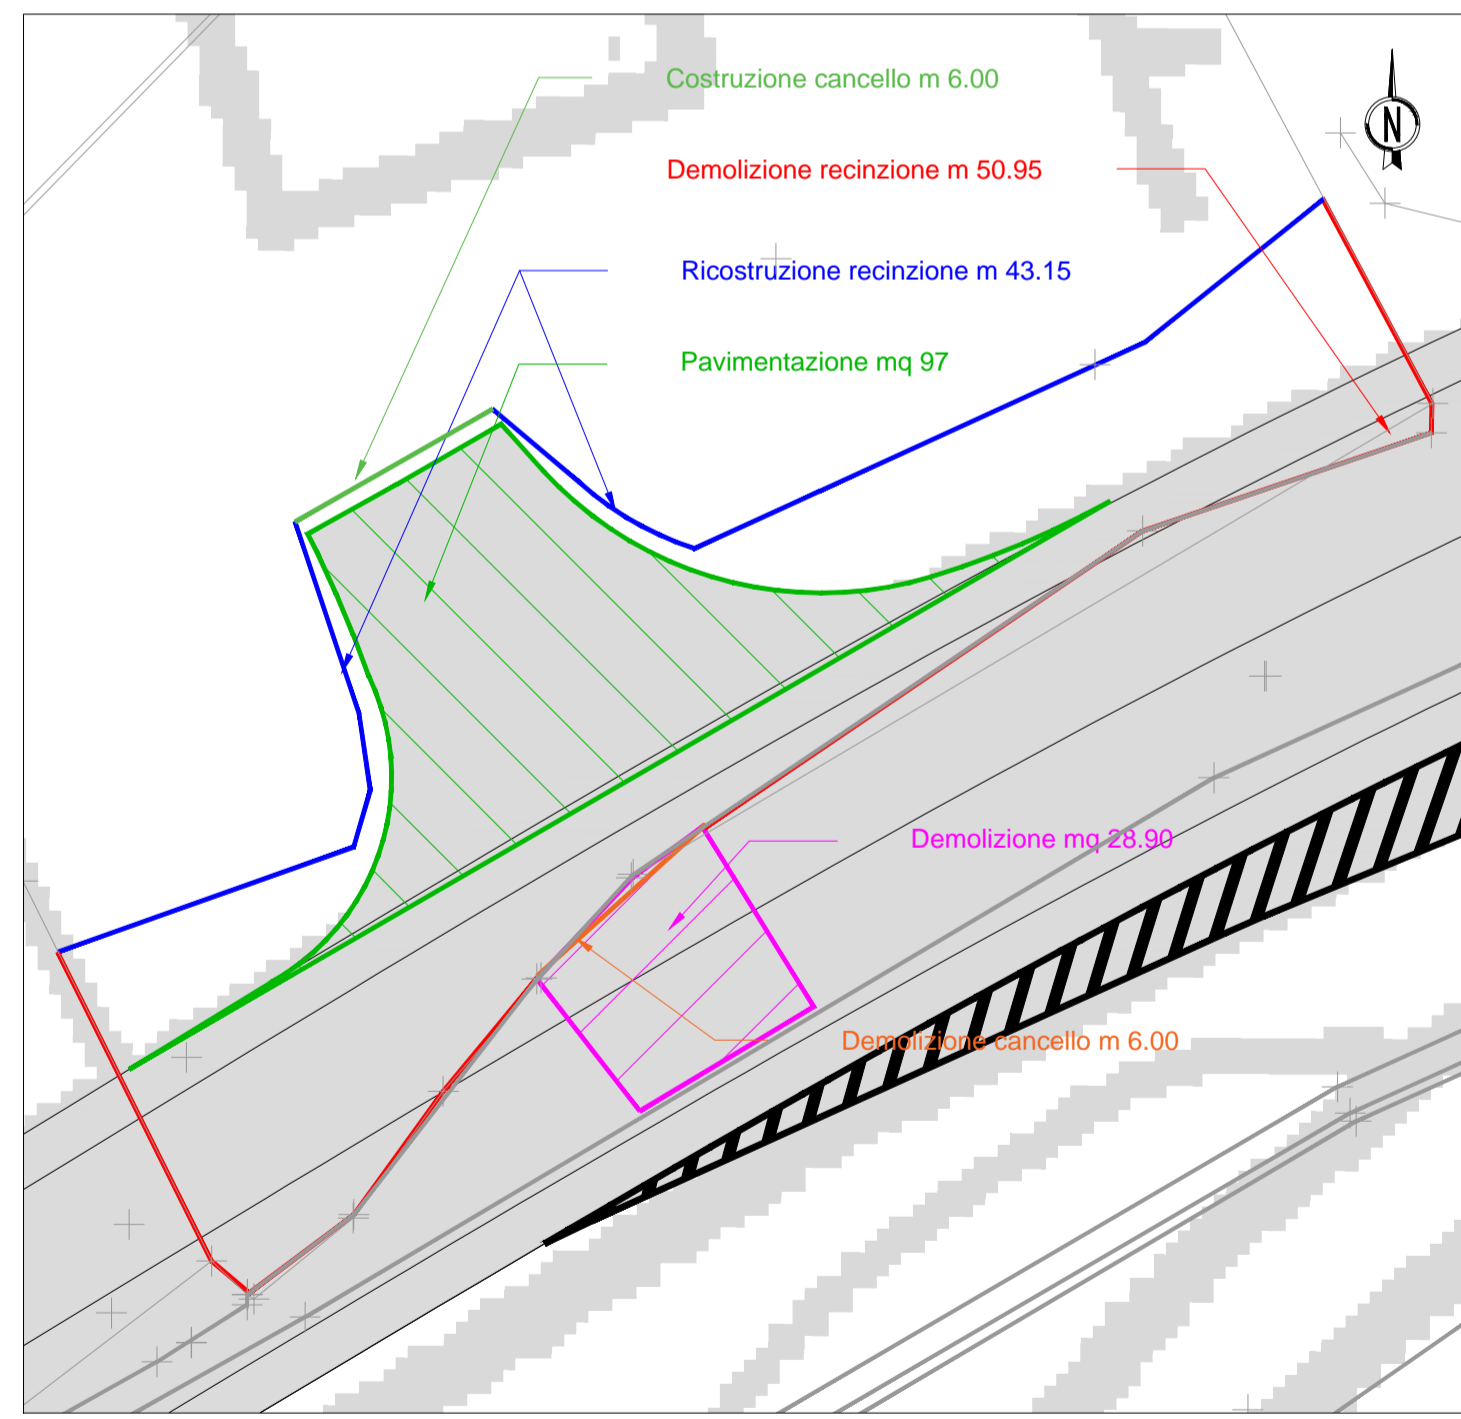 Costruzione cancello m 6.00
N
Demolizione recinzione m 50.95
Ricostruzione recinzione m 43.15
Pavimentazione mq 97
Demolizione mq 28.90
Demolizione cancello m 6.00